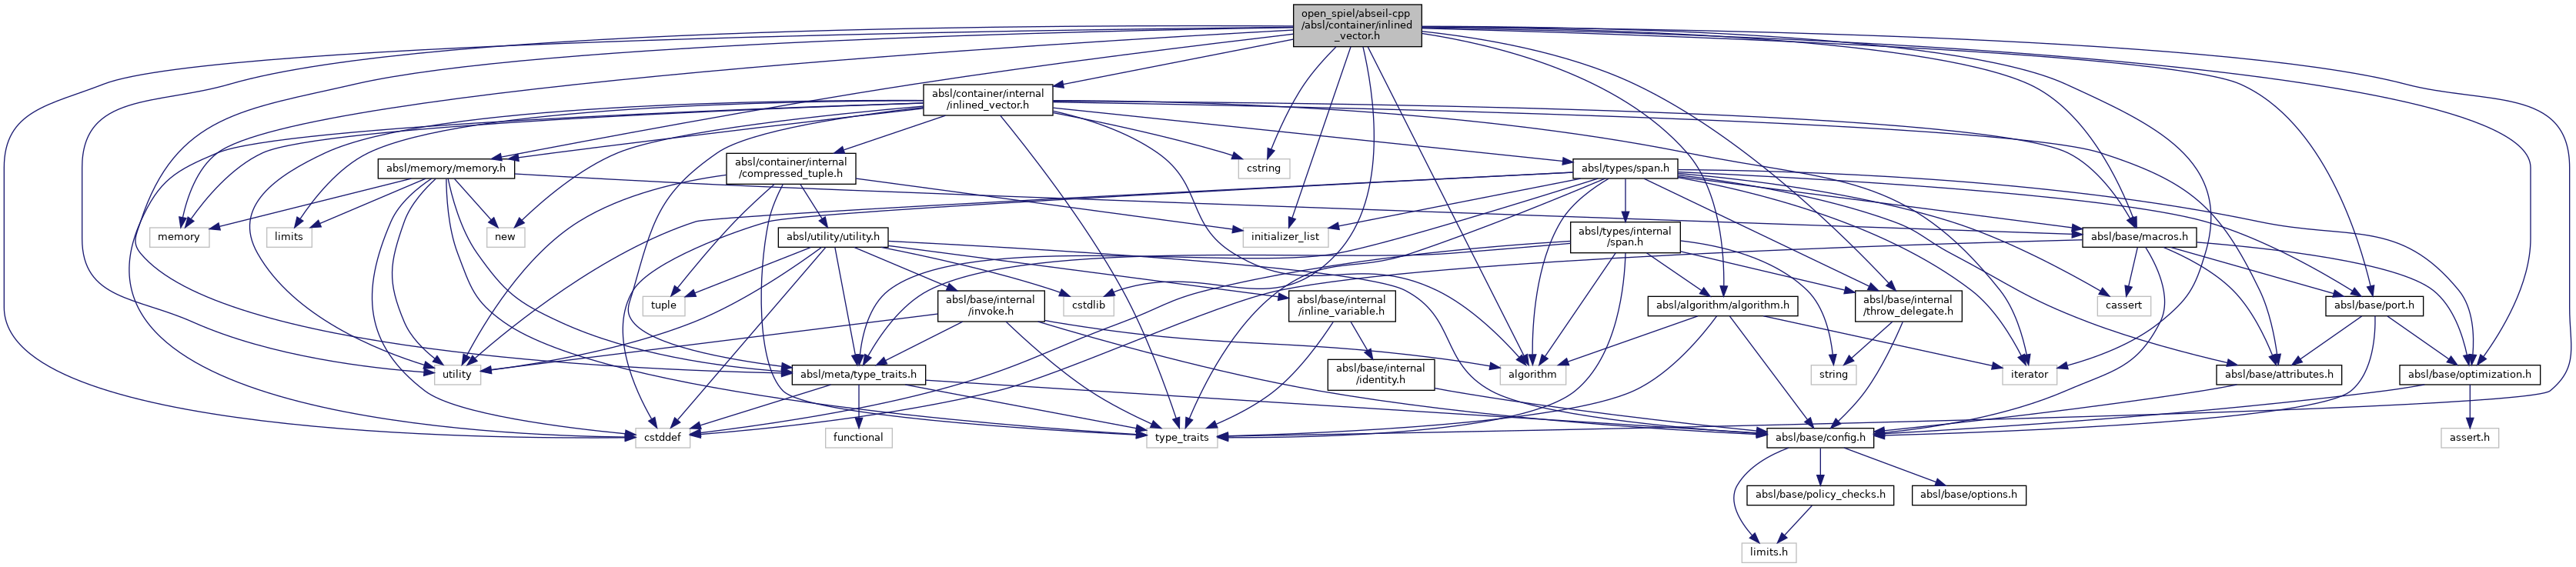 open_spiel/abseil-cpp
/absl/container/inlined
_vector.h
absl/container/internal
/inlined_vector.h
absl/memory/memory.h
absl/container/internal
/compressed_tuple.h
cstring
absl/types/span.h
memory
limits
new
absl/utility/utility.h
initializer_list
absl/types/internal
/span.h
absl/base/macros.h
tuple
absl/base/internal
/invoke.h
cstdlib
absl/base/internal
/inline_variable.h
absl/algorithm/algorithm.h
absl/base/internal
/throw_delegate.h
cassert
absl/base/port.h
utility
absl/meta/type_traits.h
absl/base/internal
/identity.h
algorithm
string
iterator
absl/base/attributes.h
absl/base/optimization.h
cstddef
functional
type_traits
absl/base/config.h
assert.h
absl/base/policy_checks.h
absl/base/options.h
limits.h